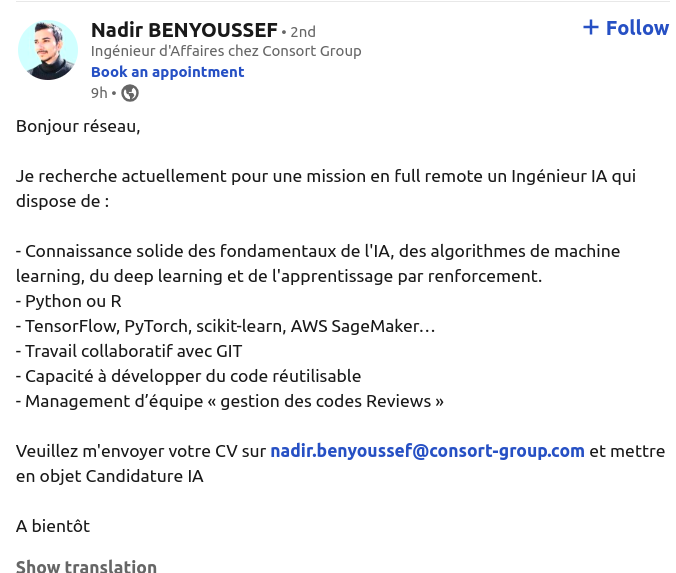 Nadir BENYOUSSEF • 2nd
+ Follow
Ingénieur d'Affaires chez Consort Group
Book an appointment
9h •
Bonjour réseau,
Je recherche actuellement pour une mission en full remote un Ingénieur IA qui
dispose de :
- Connaissance solide des fondamentaux de l'IA, des algorithmes de machine
learning, du deep learning et de l'apprentissage par renforcement.
- Python ou R
- TensorFlow, PyTorch, scikit-learn, AWS SageMaker…
- Travail collaboratif avec GIT
- Capacité à développer du code réutilisable
- Management d’équipe « gestion des codes Reviews »
Veuillez m'envoyer votre CV sur nadir.benyoussef@consort-group.com et mettre
en objet Candidature IA
A bientôt
Show translation